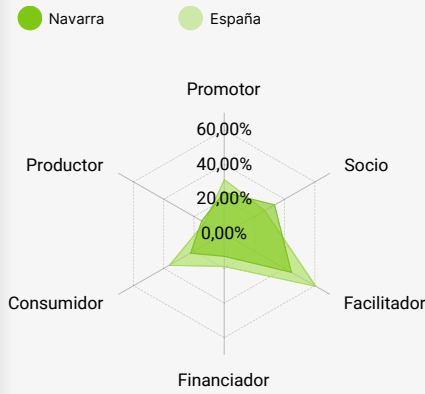 Navarra
España
Promotor
60,00%
40,00%
20,00%
0,00%
Productor
Socio
Consumidor
Facilitador
Financiador